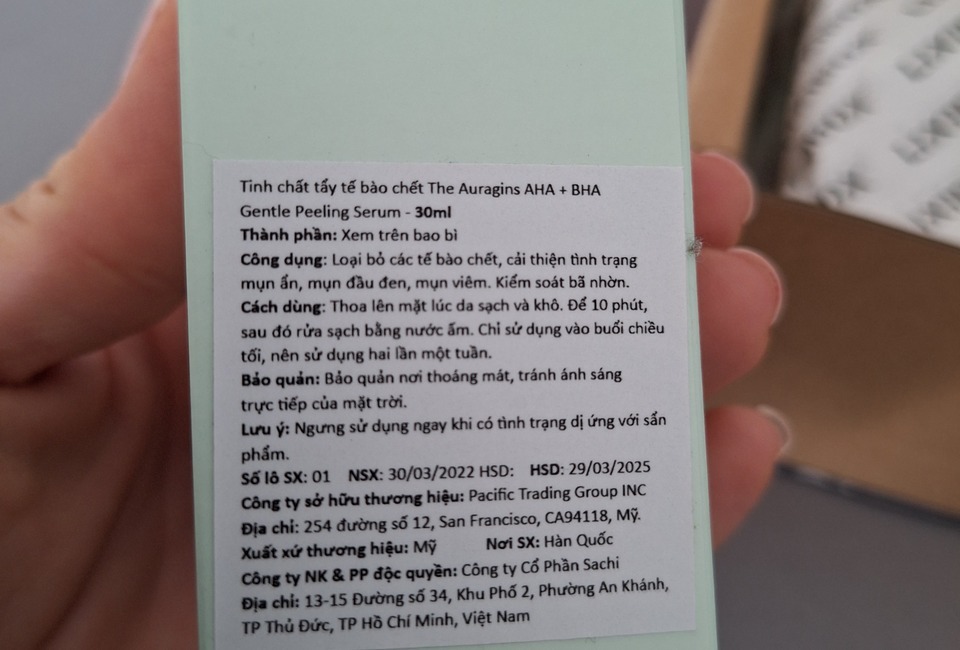 Tinh chất tẩy tế bào chết The Auragins AHA + BHA
Gentle Peeling Serum - 30ml
Thành phần: Xem trên bao bì
Công dụng: Loại bỏ các tế bào chết, cải thiện tình trạng
mụn ẩn, mụn đầu đen, mụn viêm. Kiểm soát bã nhờn.
Cách dùng: Thoa lên mặt lúc da sạch và khô. Để 10 phút,
sau đó rửa sạch bằng nước ấm. Chỉ sử dụng vào buổi chiều
tối, nên sử dụng hai lần một tuần.
Bảo quản: Bảo quản nơi thoáng mát, tránh ánh sáng
trực tiếp của mặt trời.
Lưu ý: Ngưng sử dụng ngay khi có tình trạng dị ứng với sẩn
phẩm.
Số lô SX: 01 NSX: 30/03/2022 HSD: HSD: 29/03/2025
Công ty sở hữu thương hiệu: Pacific Trading Group INC
Địa chỉ: 254 đường số 12, San Francisco, CA94118, Mỹ.
Xuất xứ thương hiệu: Mỹ Nơi SX: Hàn Quốc
Công ty NK & PP độc quyền: Công ty Cổ Phần Sachi
Địa chỉ: 13-15 Đường số 34, Khu Phố 2, Phường An Khánh,
TP Thủ Đức, TP Hồ Chí Minh, Việt Nam